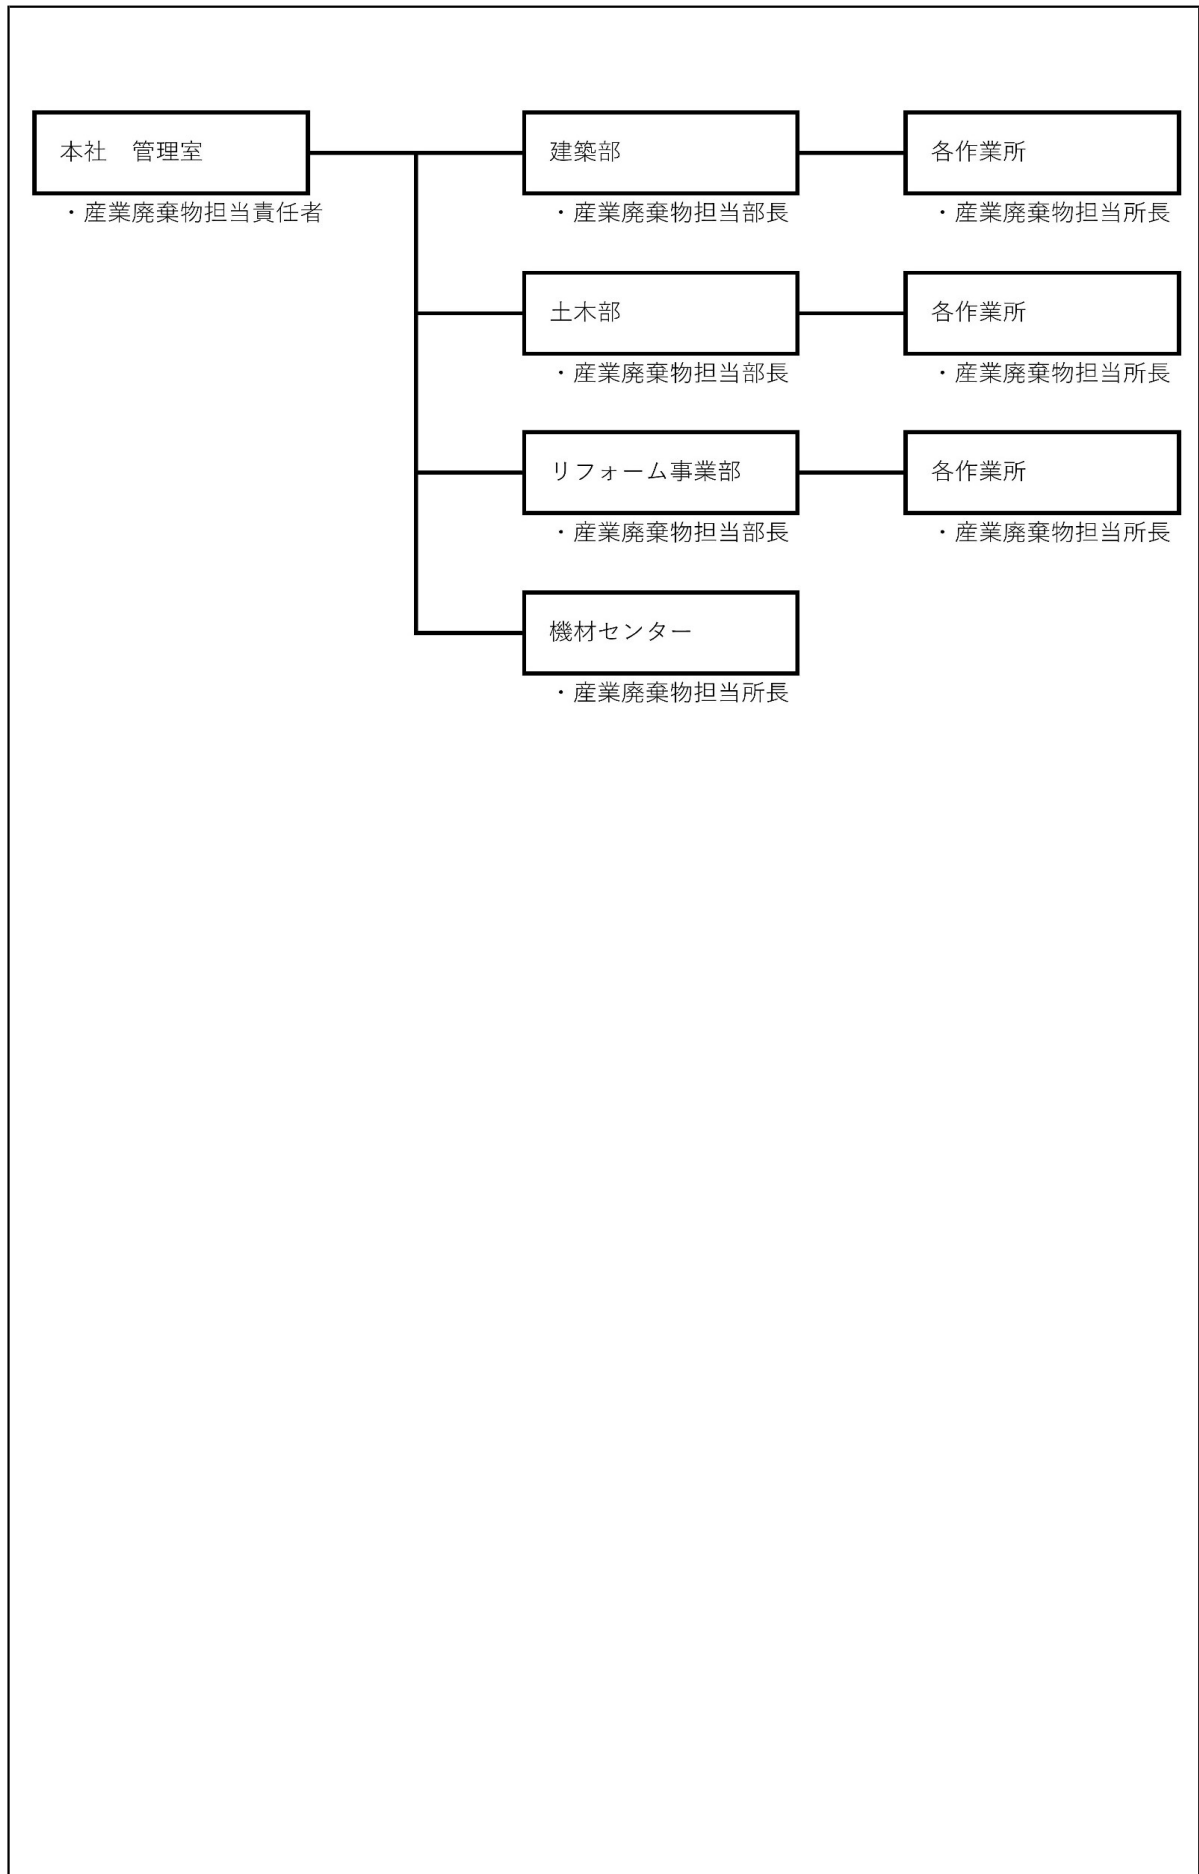 本社　管理室
・産業廃棄物担当責任者
建築部
・産業廃棄物担当部長
各作業所
・産業廃棄物担当所長
土木部
・産業廃棄物担当部長
各作業所
・産業廃棄物担当所長
リフォーム事業部
・産業廃棄物担当部長
各作業所
・産業廃棄物担当所長
機材センター
・産業廃棄物担当所長